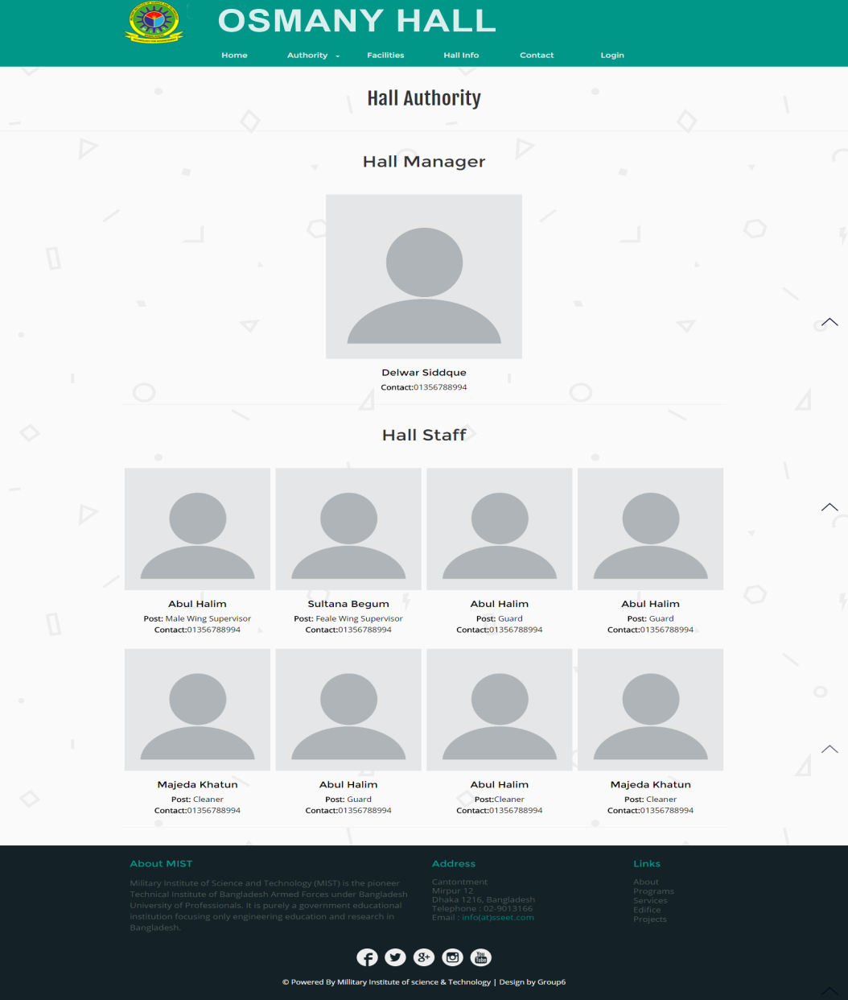 OSMANY HALL
Home Authority Facilities Hall Info Contact Login
Hall Authority
Hall Manager
Delwar Siddque
Contact:01356788994
Hall Staff
Abul Halim
Post: Male Wing Supervisor
Contact:01356788994
Sultana Begum
Post: Feale Wing Supervisor
Contact:01356788994
Abul Halim
Post: Guard
Contact:01356788994
Abul Halim
Post: Guard
Contact:01356788994
Majeda Khatun
Post: Cleaner
Contact:01356788994
Abul Halim
Post: Guard
Contact:01356788994
Abul Halim
Post:Cleaner
Contact:01356788994
Majeda Khatun
Post: Cleaner
Contact:01356788994
About MIST
Military Institute of Science and Technology (MIST) is the pioneer
Technical Institute of Bangladesh Armed Forces under Bangladesh
University of Professionals. It is purely a government educational
institution focusing only engineering education and research in
Bangladesh.
Address
Cantontment
Mirpur 12
Dhaka 1216, Bangladesh
Telephone : 02-9013166
Email : info(at)sseet.com
Links
About
Programs
Services
Edifice
Projects
You
Tube
© Powered By Millitary Institute of science & Technology | Design by Group6